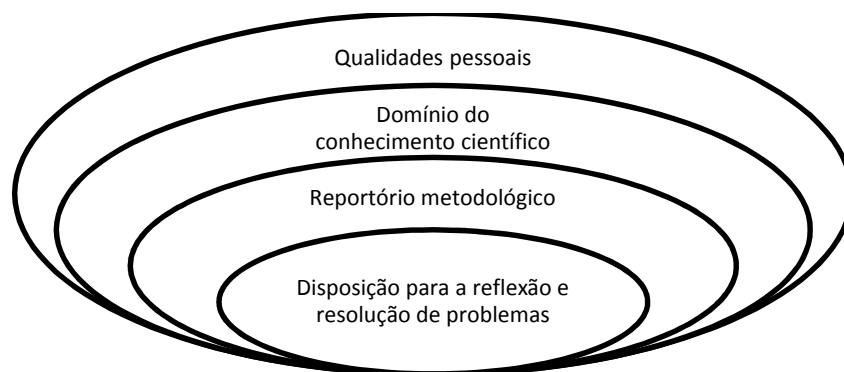 Qualidades pessoais
Domínio do
conhecimento científico
Reportório metodológico
Disposição para a reflexão e
resolução de problemas